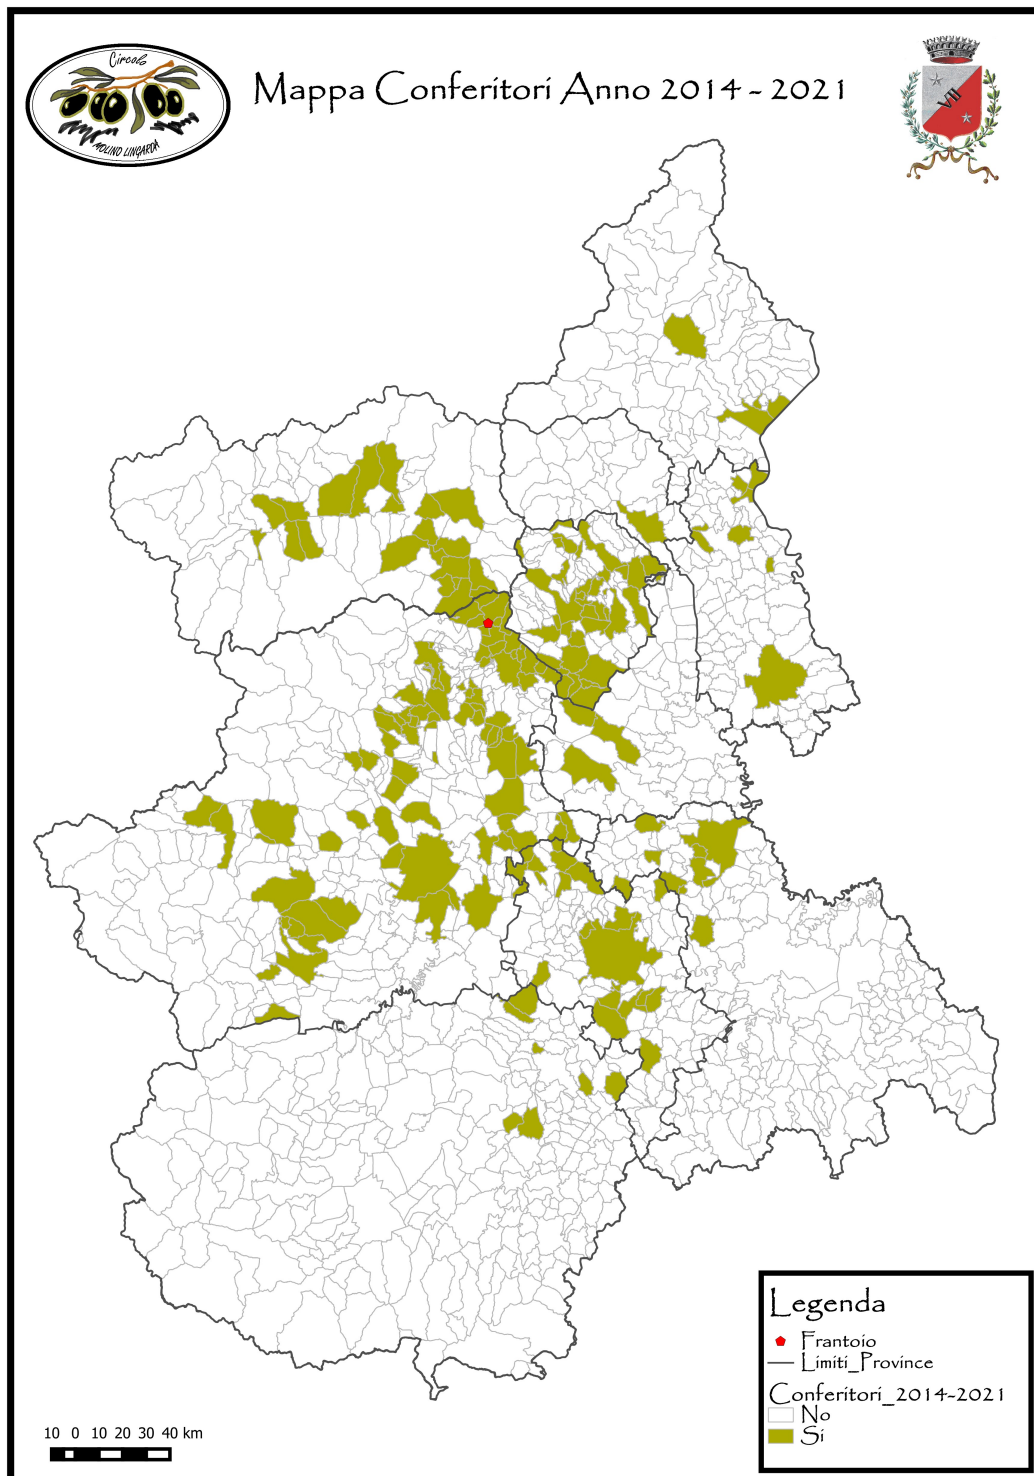 Circolo
MOLINO LINGARDA
Mappa Conferitori Anno 2014 - 2021
VII
Legenda
Frantoio
Limiti_Province
Conferitori_2014-2021
No
Si
10 0 10 20 30 40 km